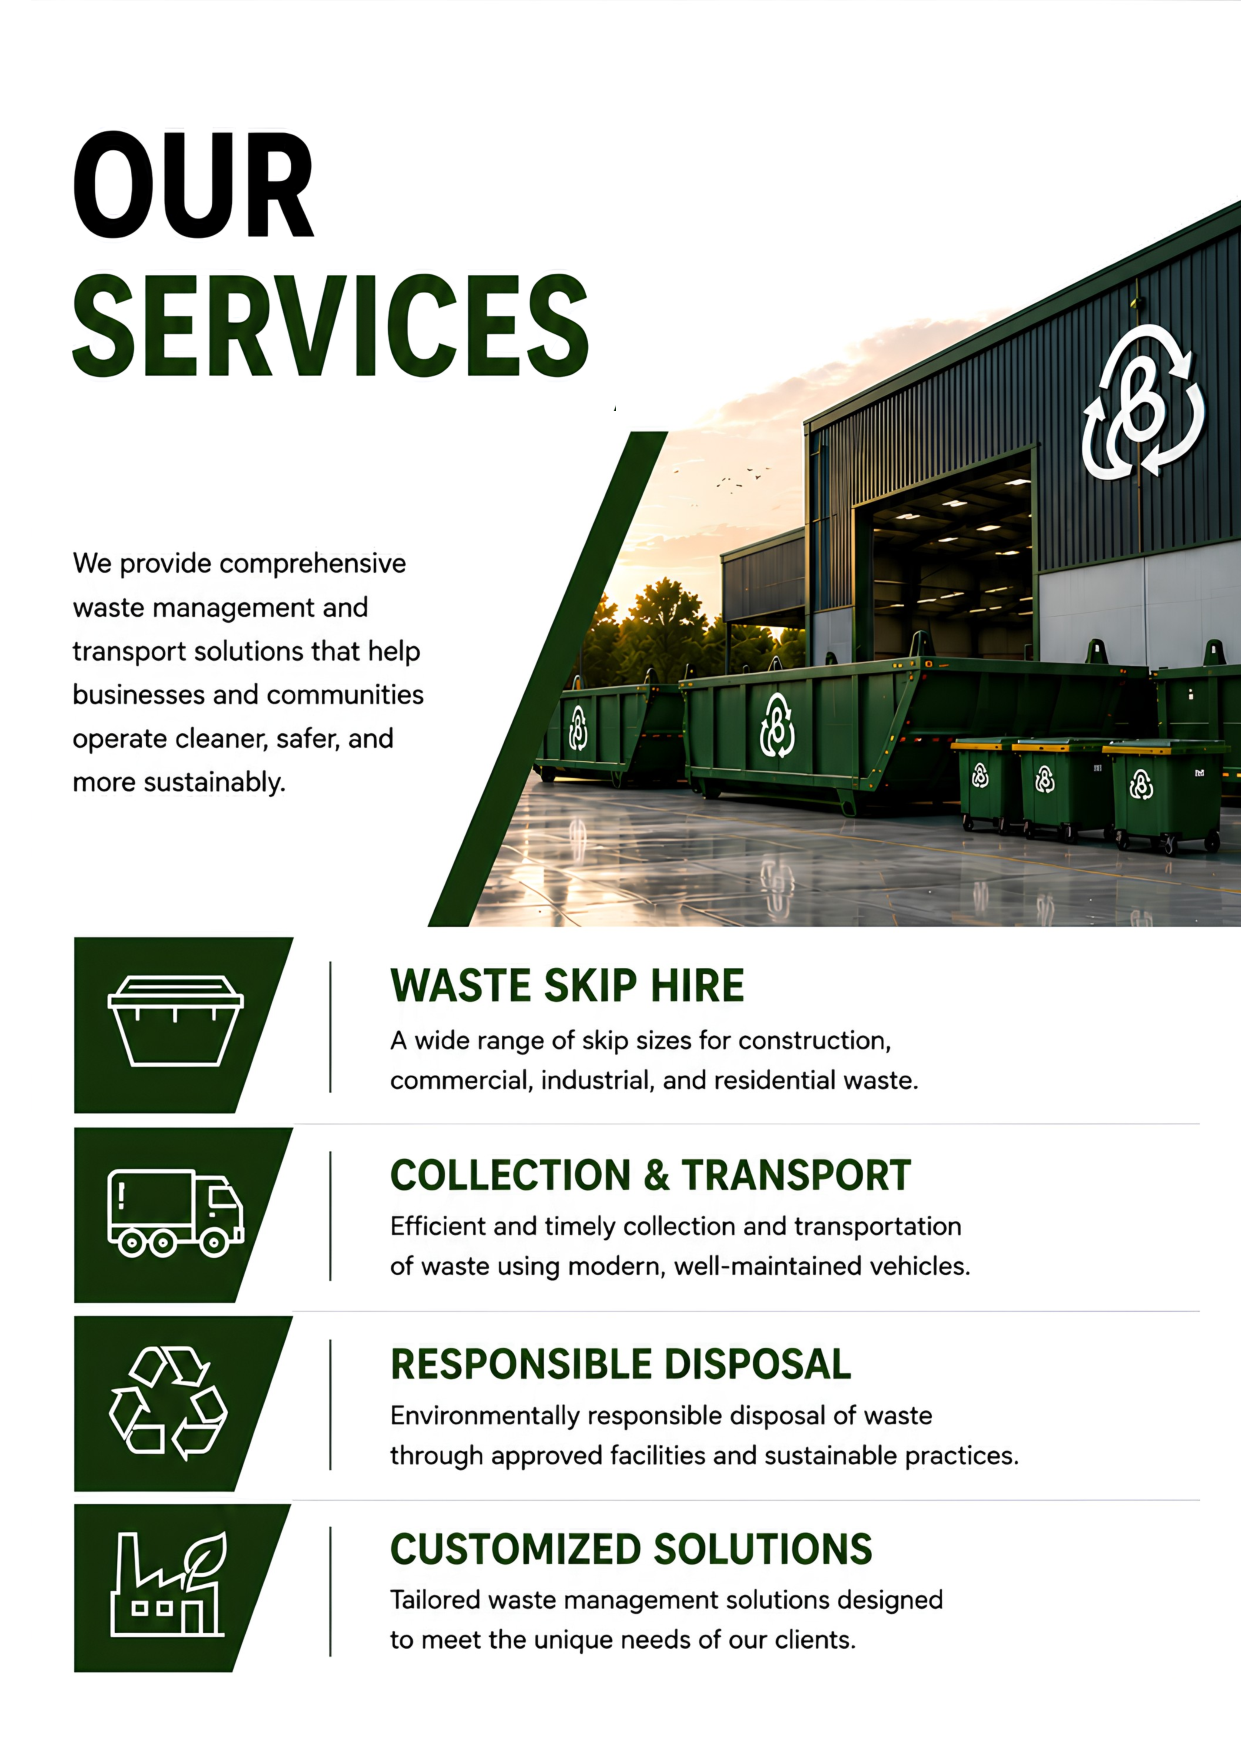 OUR
SERVICES
We provide comprehensive
waste management and
transport solutions that help
businesses and communities
operate cleaner, safer, and
more sustainably.
WASTE SKIP HIRE
A wide range of skip sizes for construction,
commercial, industrial, and residential waste.
COLLECTION & TRANSPORT
Efficient and timely collection and transportation
of waste using modern, well-maintained vehicles.
RESPONSIBLE DISPOSAL
Environmentally responsible disposal of waste
through approved facilities and sustainable practices.
CUSTOMIZED SOLUTIONS
Tailored waste management solutions designed
to meet the unique needs of our clients.